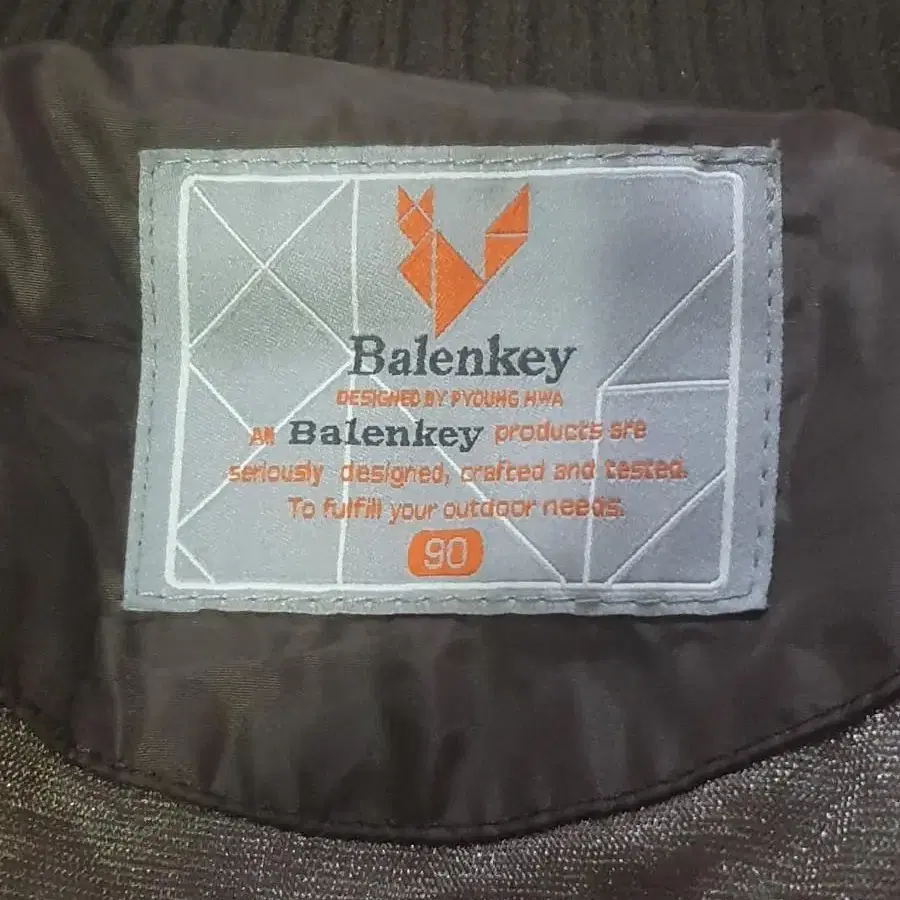 Balenkey
DESIGNED BY PYOUNG HWA
All Balenkey products are
seriously designed, crafted and tested.
To fulfill your outdoor needs.
90